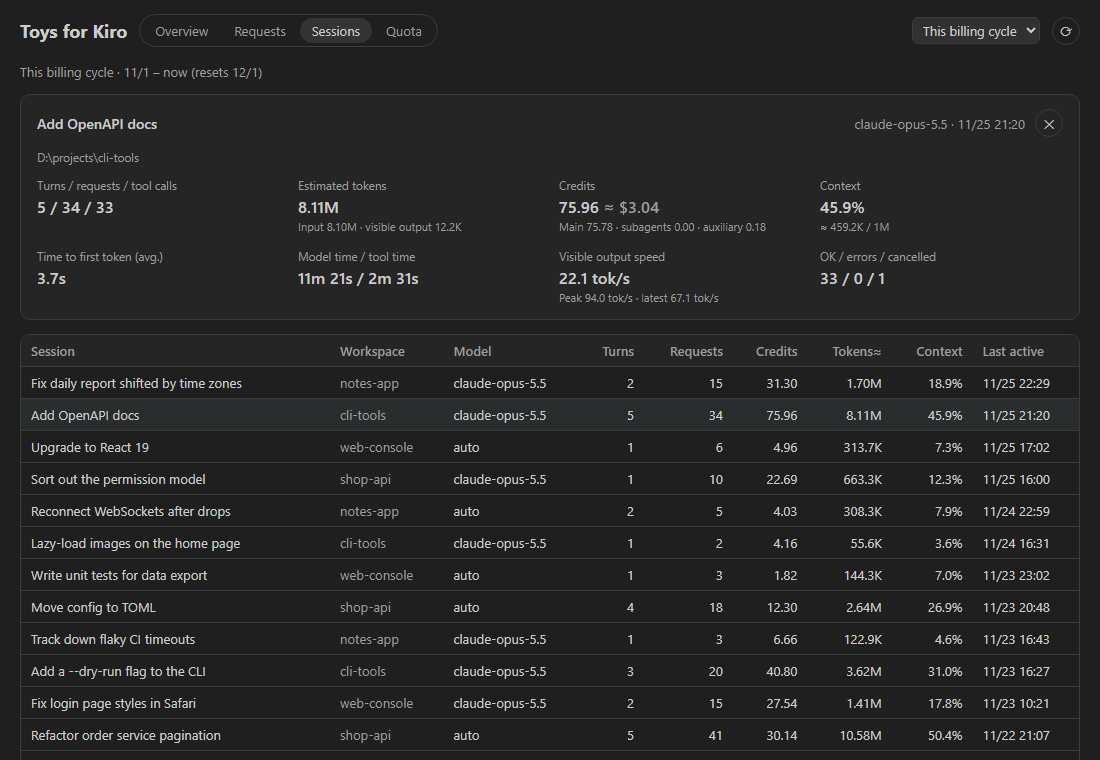 Toys for Kiro Overview Requests Sessions Quota This billing cycle
This billing cycle · 11/1 – now (resets 12/1)
Add OpenAPI docs claude-opus-5.5 · 11/25 21:20
D:\projects\cli-tools
Turns / requests / tool calls Estimated tokens Credits Context
5 / 34 / 33 8.11M 75.96 ≈ $3.04 45.9%
Input 8.10M · visible output 12.2K Main 75.78 · subagents 0.00 · auxiliary 0.18 ≈ 459.2K / 1M
Time to first token (avg.) Model time / tool time Visible output speed OK / errors / cancelled
3.7s 11m 21s / 2m 31s 22.1 tok/s 33 / 0 / 1
Peak 94.0 tok/s · latest 67.1 tok/s
Session Workspace Model Turns Requests Credits Tokens≈ Context Last active
Fix daily report shifted by time zones notes-app claude-opus-5.5 2 15 31.30 1.70M 18.9% 11/25 22:29
Add OpenAPI docs cli-tools claude-opus-5.5 5 34 75.96 8.11M 45.9% 11/25 21:20
Upgrade to React 19 web-console auto 1 6 4.96 313.7K 7.3% 11/25 17:02
Sort out the permission model shop-api claude-opus-5.5 1 10 22.69 663.3K 12.3% 11/25 16:00
Reconnect WebSockets after drops notes-app auto 2 5 4.03 308.3K 7.9% 11/24 22:59
Lazy-load images on the home page cli-tools claude-opus-5.5 1 2 4.16 55.6K 3.6% 11/24 16:31
Write unit tests for data export web-console auto 1 3 1.82 144.3K 7.0% 11/23 23:02
Move config to TOML shop-api auto 4 18 12.30 2.64M 26.9% 11/23 20:48
Track down flaky CI timeouts notes-app claude-opus-5.5 1 3 6.66 122.9K 4.6% 11/23 16:43
Add a --dry-run flag to the CLI cli-tools claude-opus-5.5 3 20 40.80 3.62M 31.0% 11/23 16:27
Fix login page styles in Safari web-console claude-opus-5.5 2 15 27.54 1.41M 17.8% 11/23 10:21
Refactor order service pagination shop-api auto 5 41 30.14 10.58M 50.4% 11/22 21:07